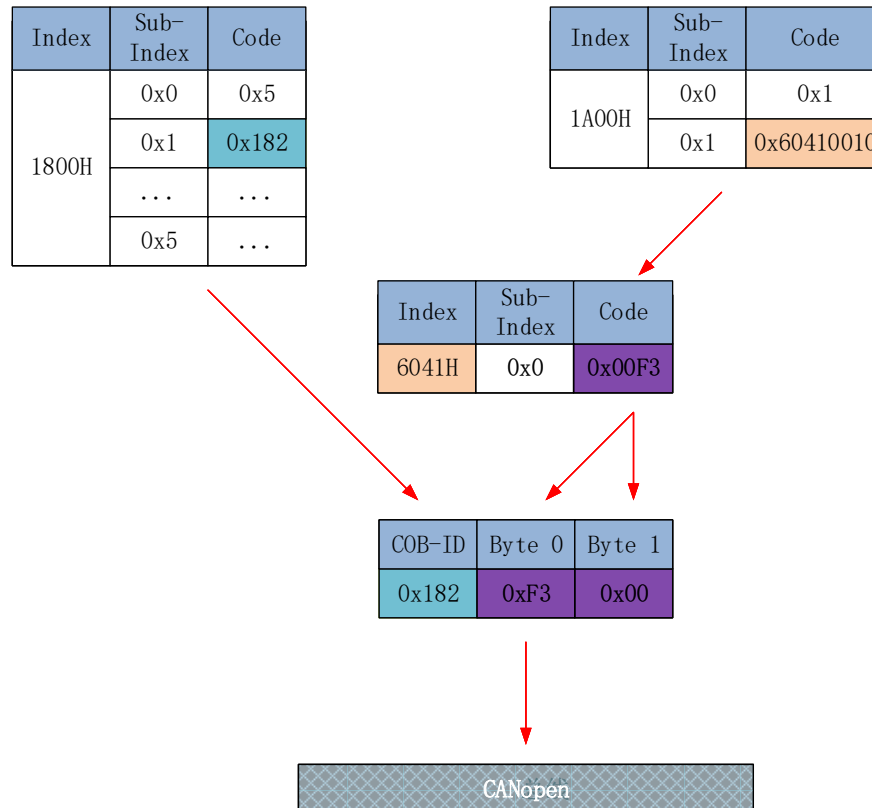 Index Sub-Index Code
1800H
0x0 0x5
0x1 0x182
... ...
0x5 ...
Index Sub-Index Code
1A00H
0x0 0x1
0x1 0x60410010
Index Sub-Index Code
6041H 0x0 0x00F3
COB-ID Byte 0 Byte 1
0x182 0xF3 0x00
CANopen